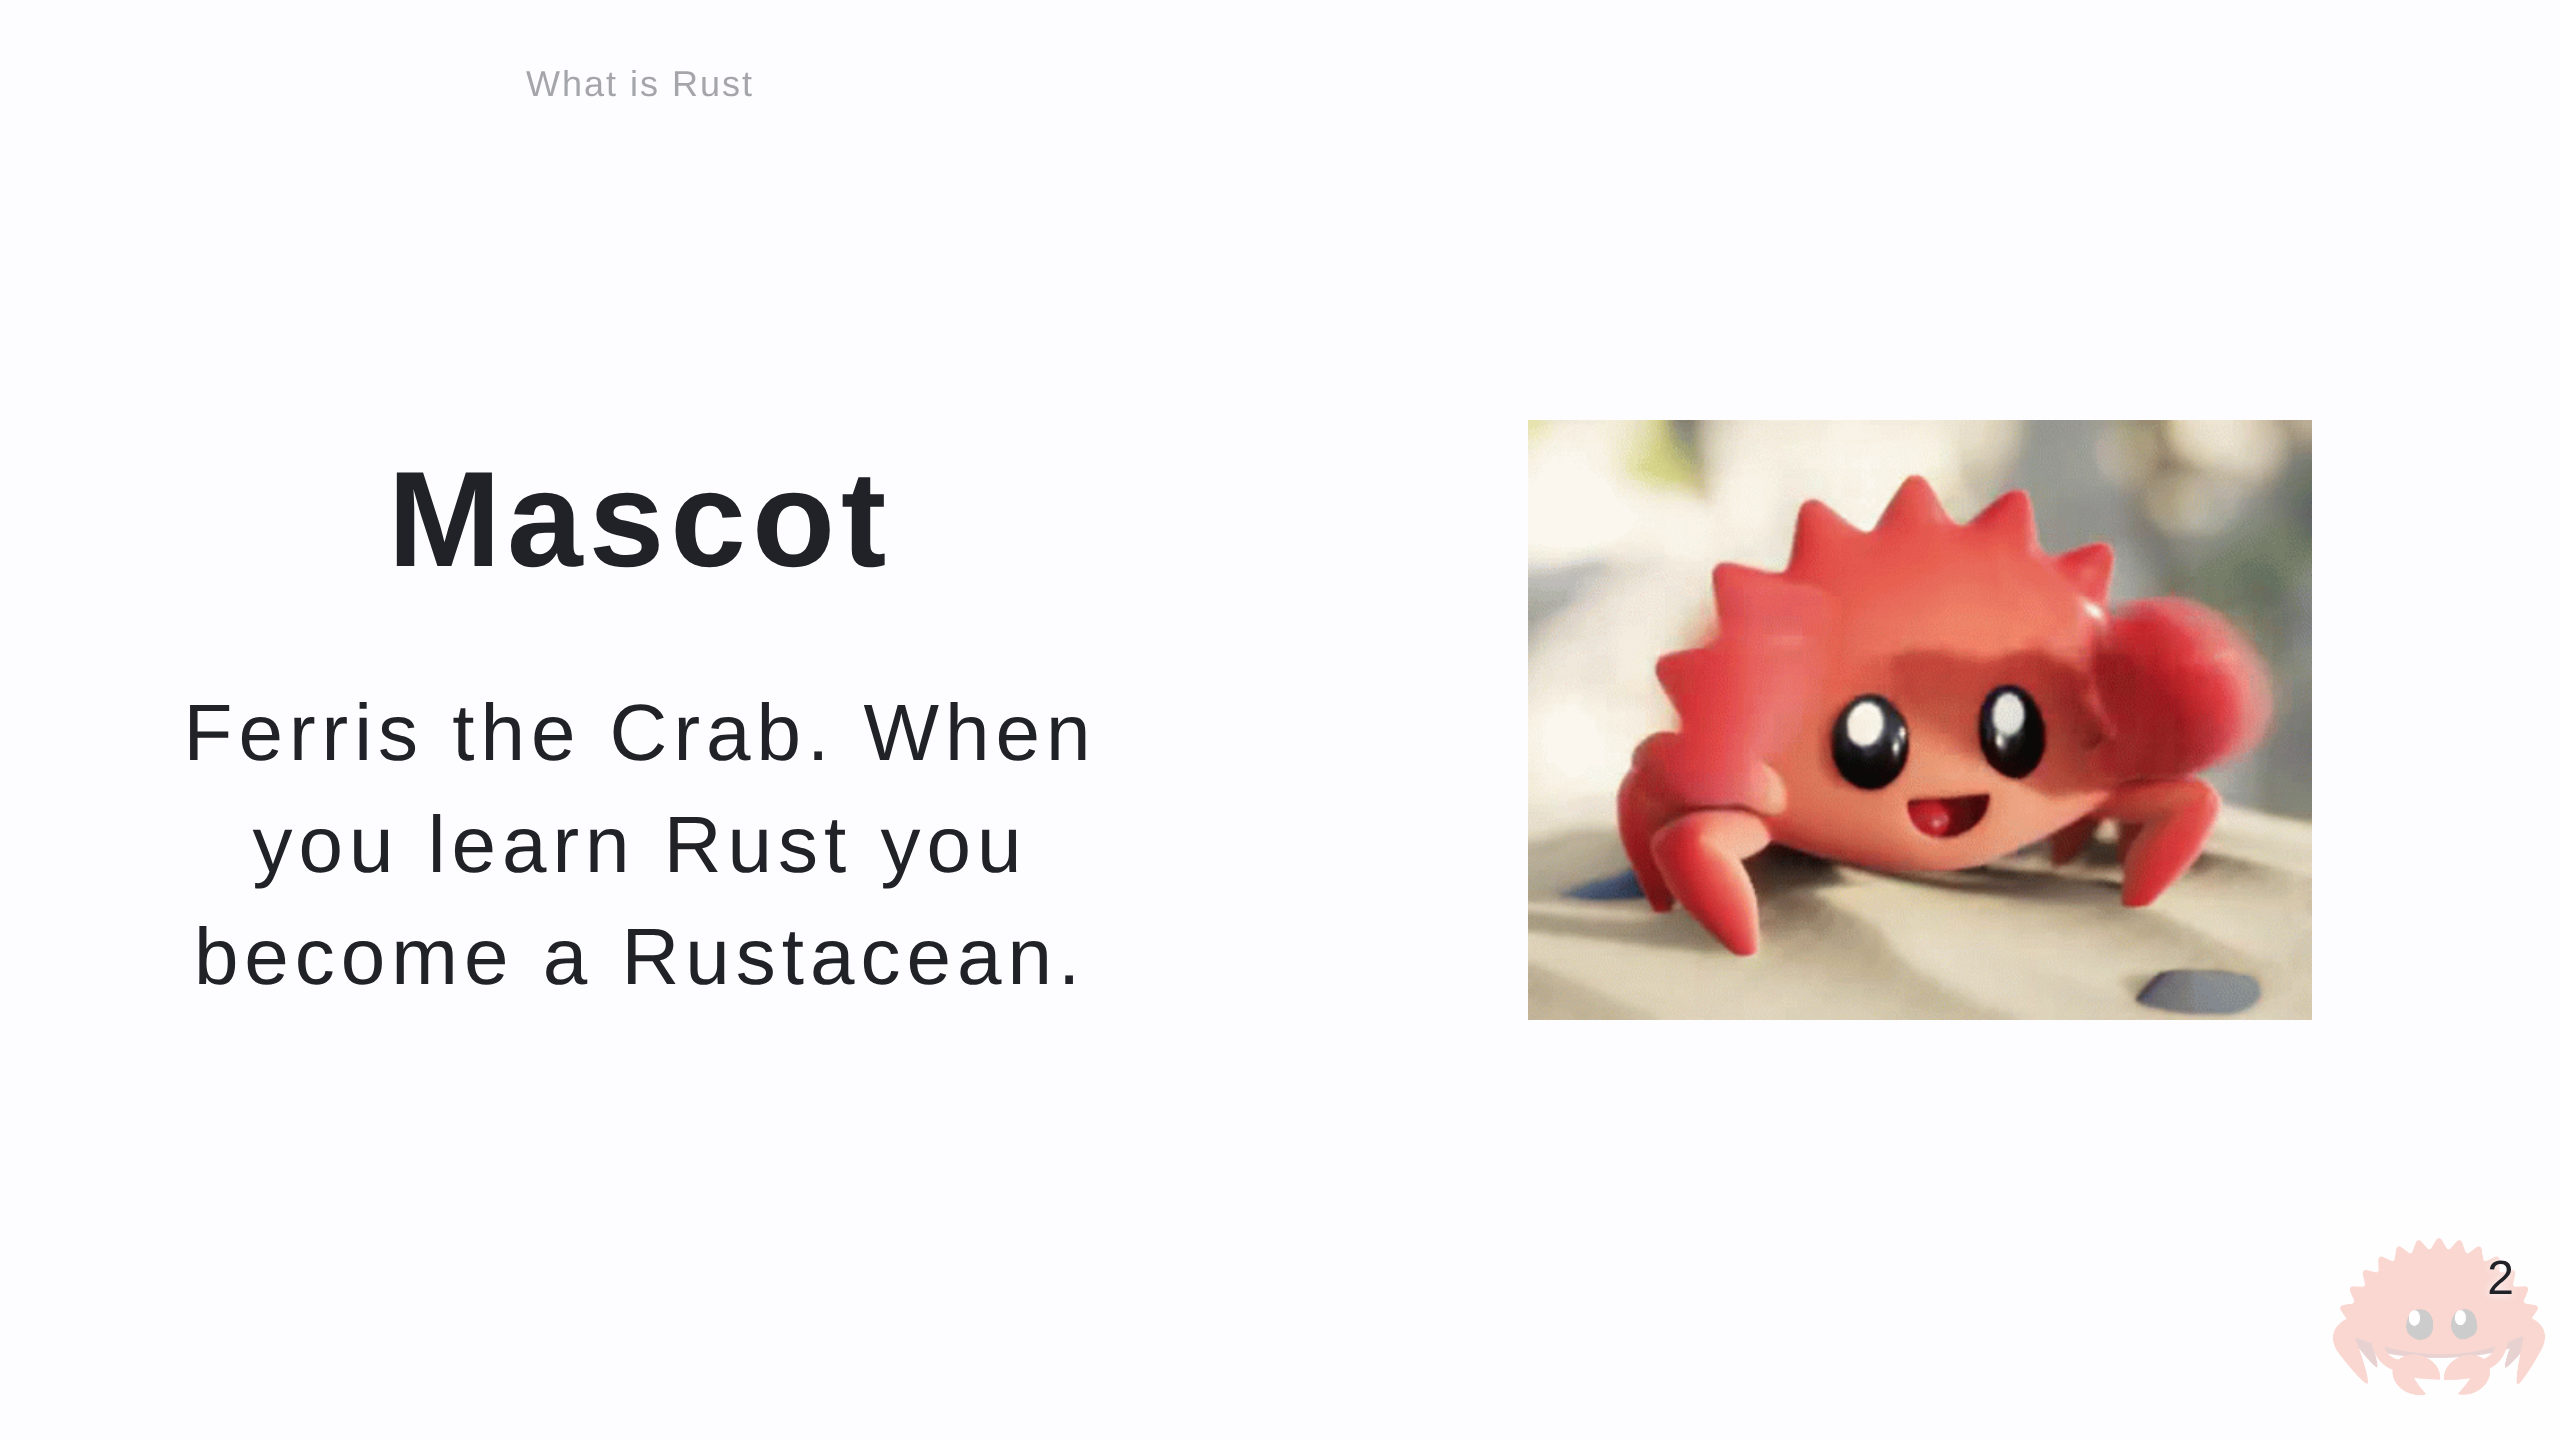 What is Rust
Mascot
Ferris the Crab. When
you learn Rust you
become a Rustacean.
2